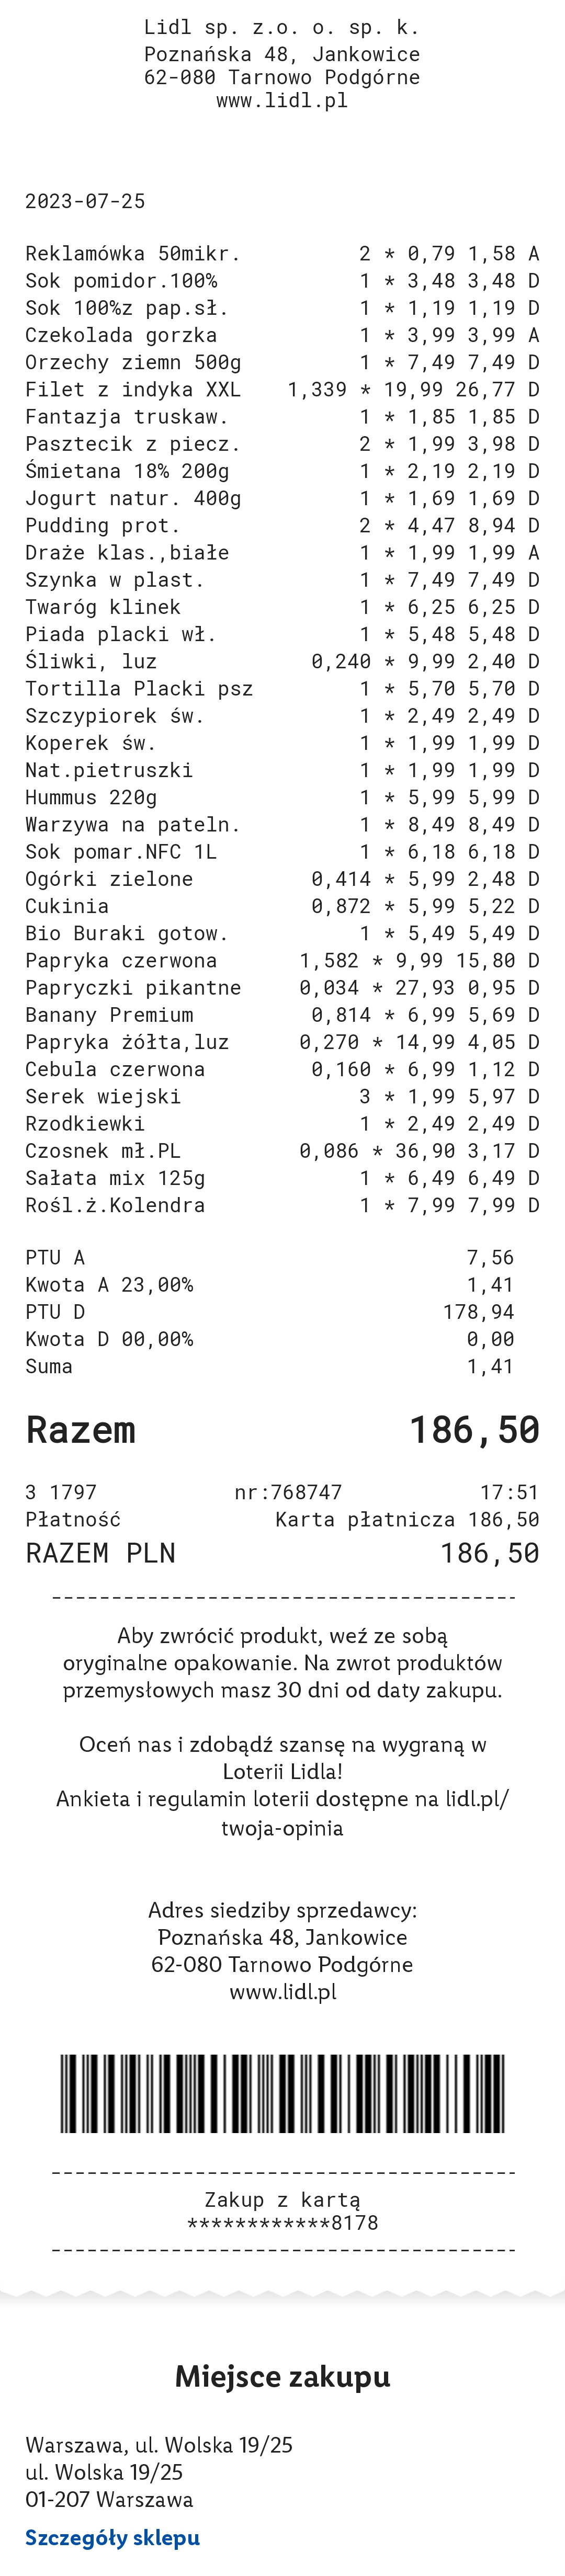 Lidl sp. z.o. o. sp. k.
Poznańska 48, Jankowice
62-080 Tarnowo Podgórne
www.lidl.pl
2023-07-25
Reklamówka 50mikr. 2 * 0,79 1,58 A
Sok pomidor.100% 1 * 3,48 3,48 D
Sok 100%z pap.sł. 1 * 1,19 1,19 D
Czekolada gorzka 1 * 3,99 3,99 A
Orzechy ziemn 500g 1 * 7,49 7,49 D
Filet z indyka XXL 1,339 * 19,99 26,77 D
Fantazja truskaw. 1 * 1,85 1,85 D
Pasztecik z piecz. 2 * 1,99 3,98 D
Śmietana 18% 200g 1 * 2,19 2,19 D
Jogurt natur. 400g 1 * 1,69 1,69 D
Pudding prot. 2 * 4,47 8,94 D
Draże klas.,białe 1 * 1,99 1,99 A
Szynka w plast. 1 * 7,49 7,49 D
Twaróg klinek 1 * 6,25 6,25 D
Piada placki wł. 1 * 5,48 5,48 D
Śliwki, luz 0,240 * 9,99 2,40 D
Tortilla Placki psz 1 * 5,70 5,70 D
Szczypiorek św. 1 * 2,49 2,49 D
Koperek św. 1 * 1,99 1,99 D
Nat.pietruszki 1 * 1,99 1,99 D
Hummus 220g 1 * 5,99 5,99 D
Warzywa na pateln. 1 * 8,49 8,49 D
Sok pomar.NFC 1L 1 * 6,18 6,18 D
Ogórki zielone 0,414 * 5,99 2,48 D
Cukinia 0,872 * 5,99 5,22 D
Bio Buraki gotow. 1 * 5,49 5,49 D
Papryka czerwona 1,582 * 9,99 15,80 D
Papryczki pikantne 0,034 * 27,93 0,95 D
Banany Premium 0,814 * 6,99 5,69 D
Papryka żółta,luz 0,270 * 14,99 4,05 D
Cebula czerwona 0,160 * 6,99 1,12 D
Serek wiejski 3 * 1,99 5,97 D
Rzodkiewki 1 * 2,49 2,49 D
Czosnek mł.PL 0,086 * 36,90 3,17 D
Sałata mix 125g 1 * 6,49 6,49 D
Rośl.ż.Kolendra 1 * 7,99 7,99 D
PTU A 7,56
Kwota A 23,00% 1,41
PTU D 178,94
Kwota D 00,00% 0,00
Suma 1,41
Razem 186,50
3 1797 nr:768747 17:51
Płatność Karta płatnicza 186,50
RAZEM PLN 186,50
Aby zwrócić produkt, weź ze sobą
oryginalne opakowanie. Na zwrot produktów
przemysłowych masz 30 dni od daty zakupu.
Oceń nas i zdobądź szansę na wygraną w
Loterii Lidla!
Ankieta i regulamin loterii dostępne na lidl.pl/
twoja-opinia
Adres siedziby sprzedawcy:
Poznańska 48, Jankowice
62-080 Tarnowo Podgórne
www.lidl.pl
Zakup z kartą
************8178
Miejsce zakupu
Warszawa, ul. Wolska 19/25
ul. Wolska 19/25
01-207 Warszawa
Szczegóły sklepu